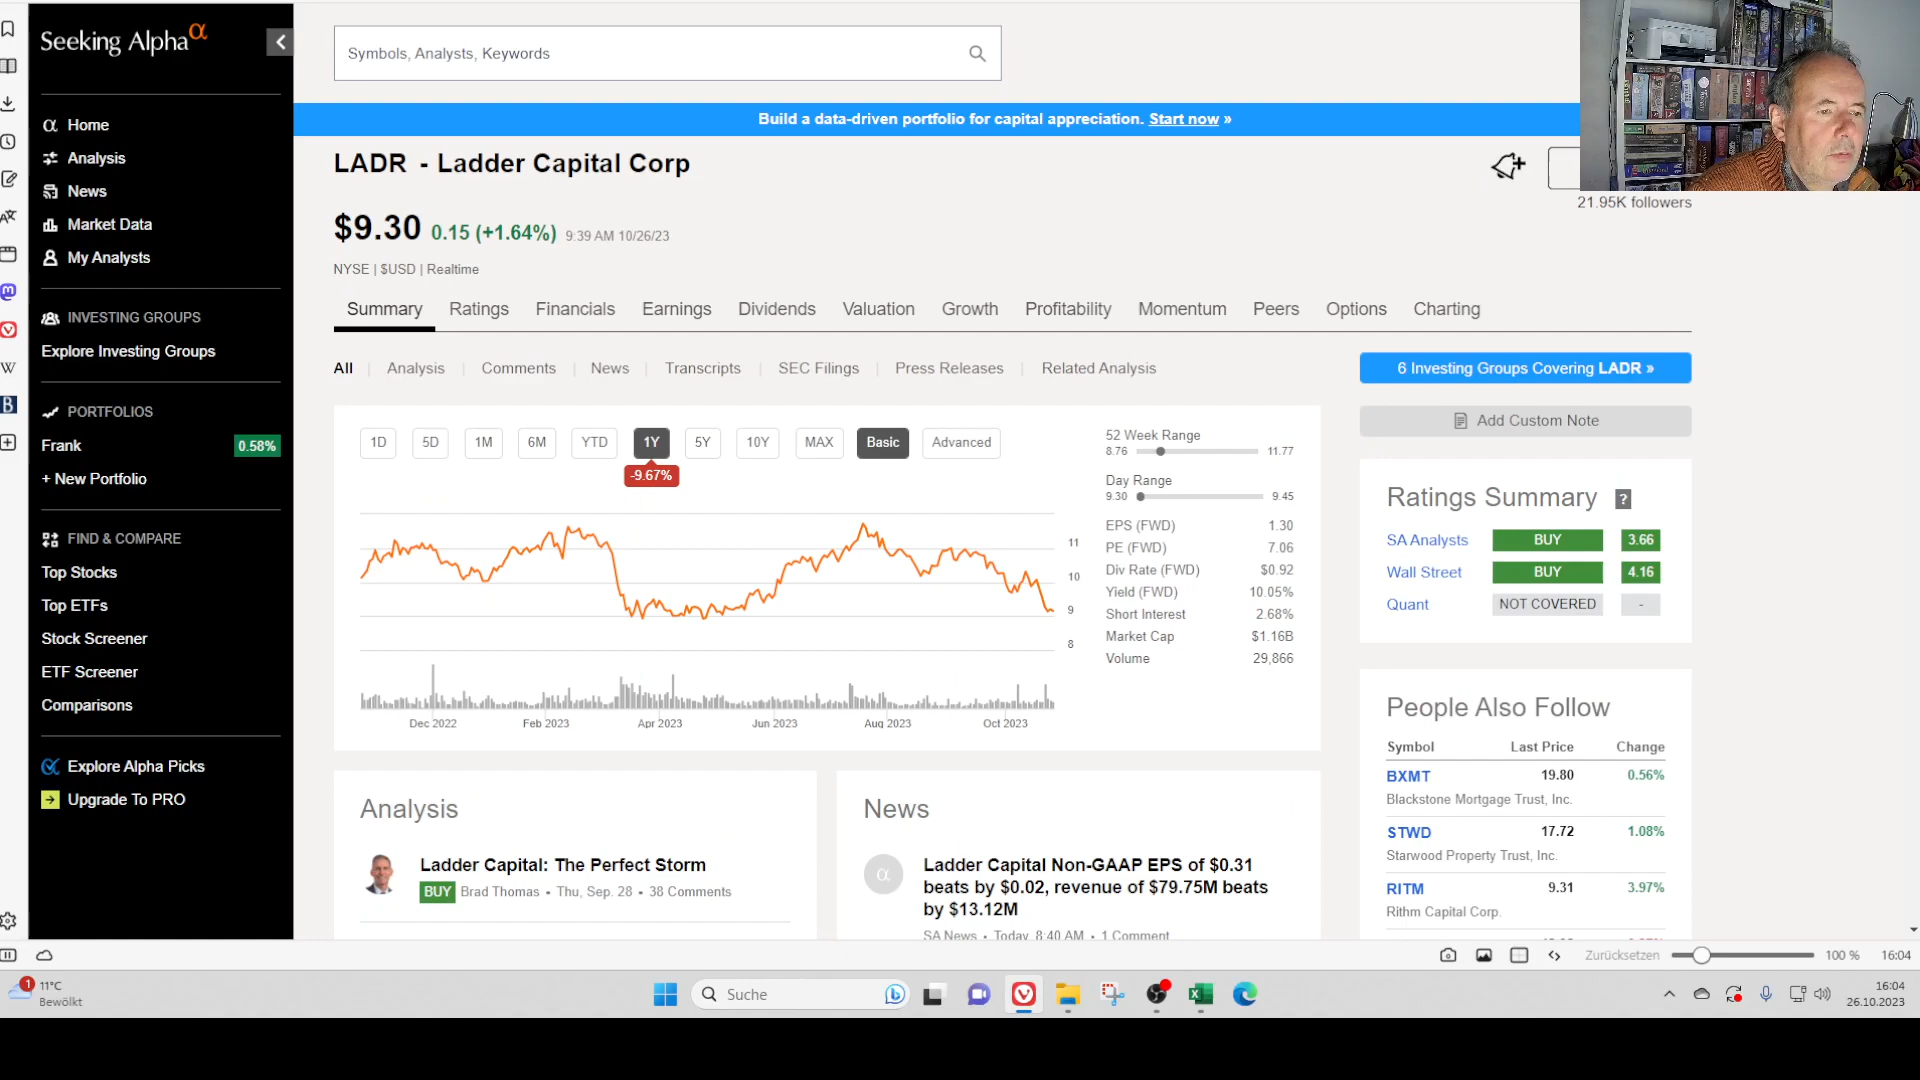 Seeking Alpha α
Symbols, Analysts, Keywords
Build a data-driven portfolio for capital appreciation. Start now »
Home
Analysis
News
Market Data
My Analysts
INVESTING GROUPS
Explore Investing Groups
PORTFOLIOS
Frank 0.58%
+ New Portfolio
FIND & COMPARE
Top Stocks
Top ETFs
Stock Screener
ETF Screener
Comparisons
Explore Alpha Picks
Upgrade To PRO
LADR - Ladder Capital Corp
21.95K followers
$9.30 0.15 (+1.64%) 9:39 AM 10/26/23
NYSE | $USD | Realtime
Summary Ratings Financials Earnings Dividends Valuation Growth Profitability Momentum Peers Options Charting
All | Analysis | Comments | News | Transcripts | SEC Filings | Press Releases | Related Analysis
1D 5D 1M 6M YTD 1Y 5Y 10Y MAX Basic Advanced
-9.67%
11
10
9
8
Dec 2022 Feb 2023 Apr 2023 Jun 2023 Aug 2023 Oct 2023
52 Week Range
8.76 11.77
Day Range
9.30 9.45
EPS (FWD) 1.30
PE (FWD) 7.06
Div Rate (FWD) $0.92
Yield (FWD) 10.05%
Short Interest 2.68%
Market Cap $1.16B
Volume 29,866
6 Investing Groups Covering LADR »
Add Custom Note
Ratings Summary ?
SA Analysts BUY 3.66
Wall Street BUY 4.16
Quant NOT COVERED -
People Also Follow
Symbol Last Price Change
BXMT 19.80 0.56%
Blackstone Mortgage Trust, Inc.
STWD 17.72 1.08%
Starwood Property Trust, Inc.
RITM 9.31 3.97%
Rithm Capital Corp.
Analysis
Ladder Capital: The Perfect Storm
BUY Brad Thomas • Thu, Sep. 28 • 38 Comments
News
Ladder Capital Non-GAAP EPS of $0.31
beats by $0.02, revenue of $79.75M beats
by $13.12M
SA News • Today, 8:40 AM • 1 Comment
Zurücksetzen 100 % 16:04
1 11°C
Bewölkt
Suche
16:04
26.10.2023